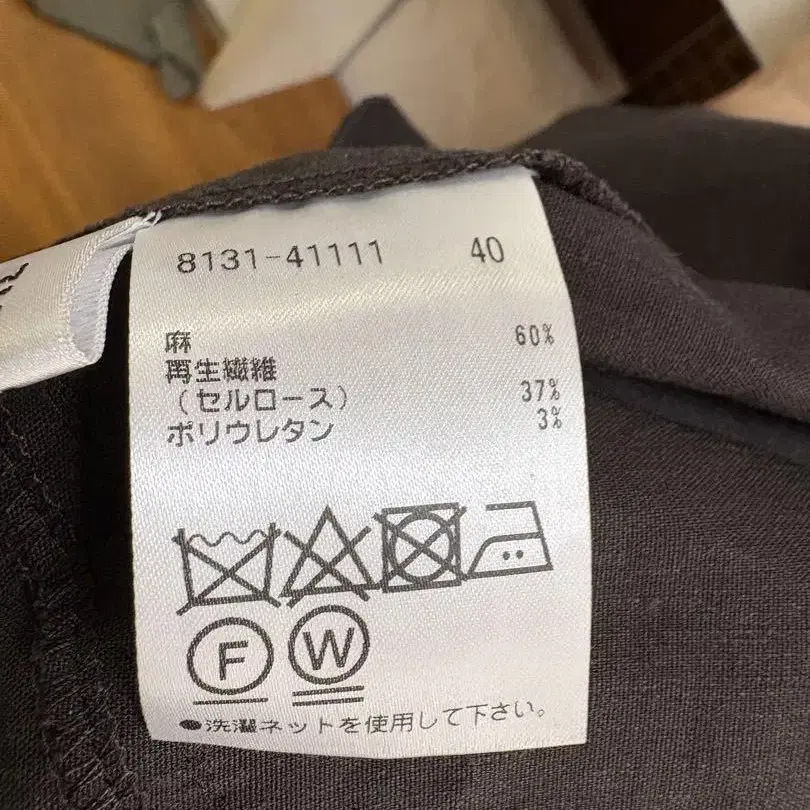 8131-41111 40
麻 60%
再生繊維
（セルロース） 37%
ポリウレタン 3%
F W
●洗濯ネットを使用して下さい。